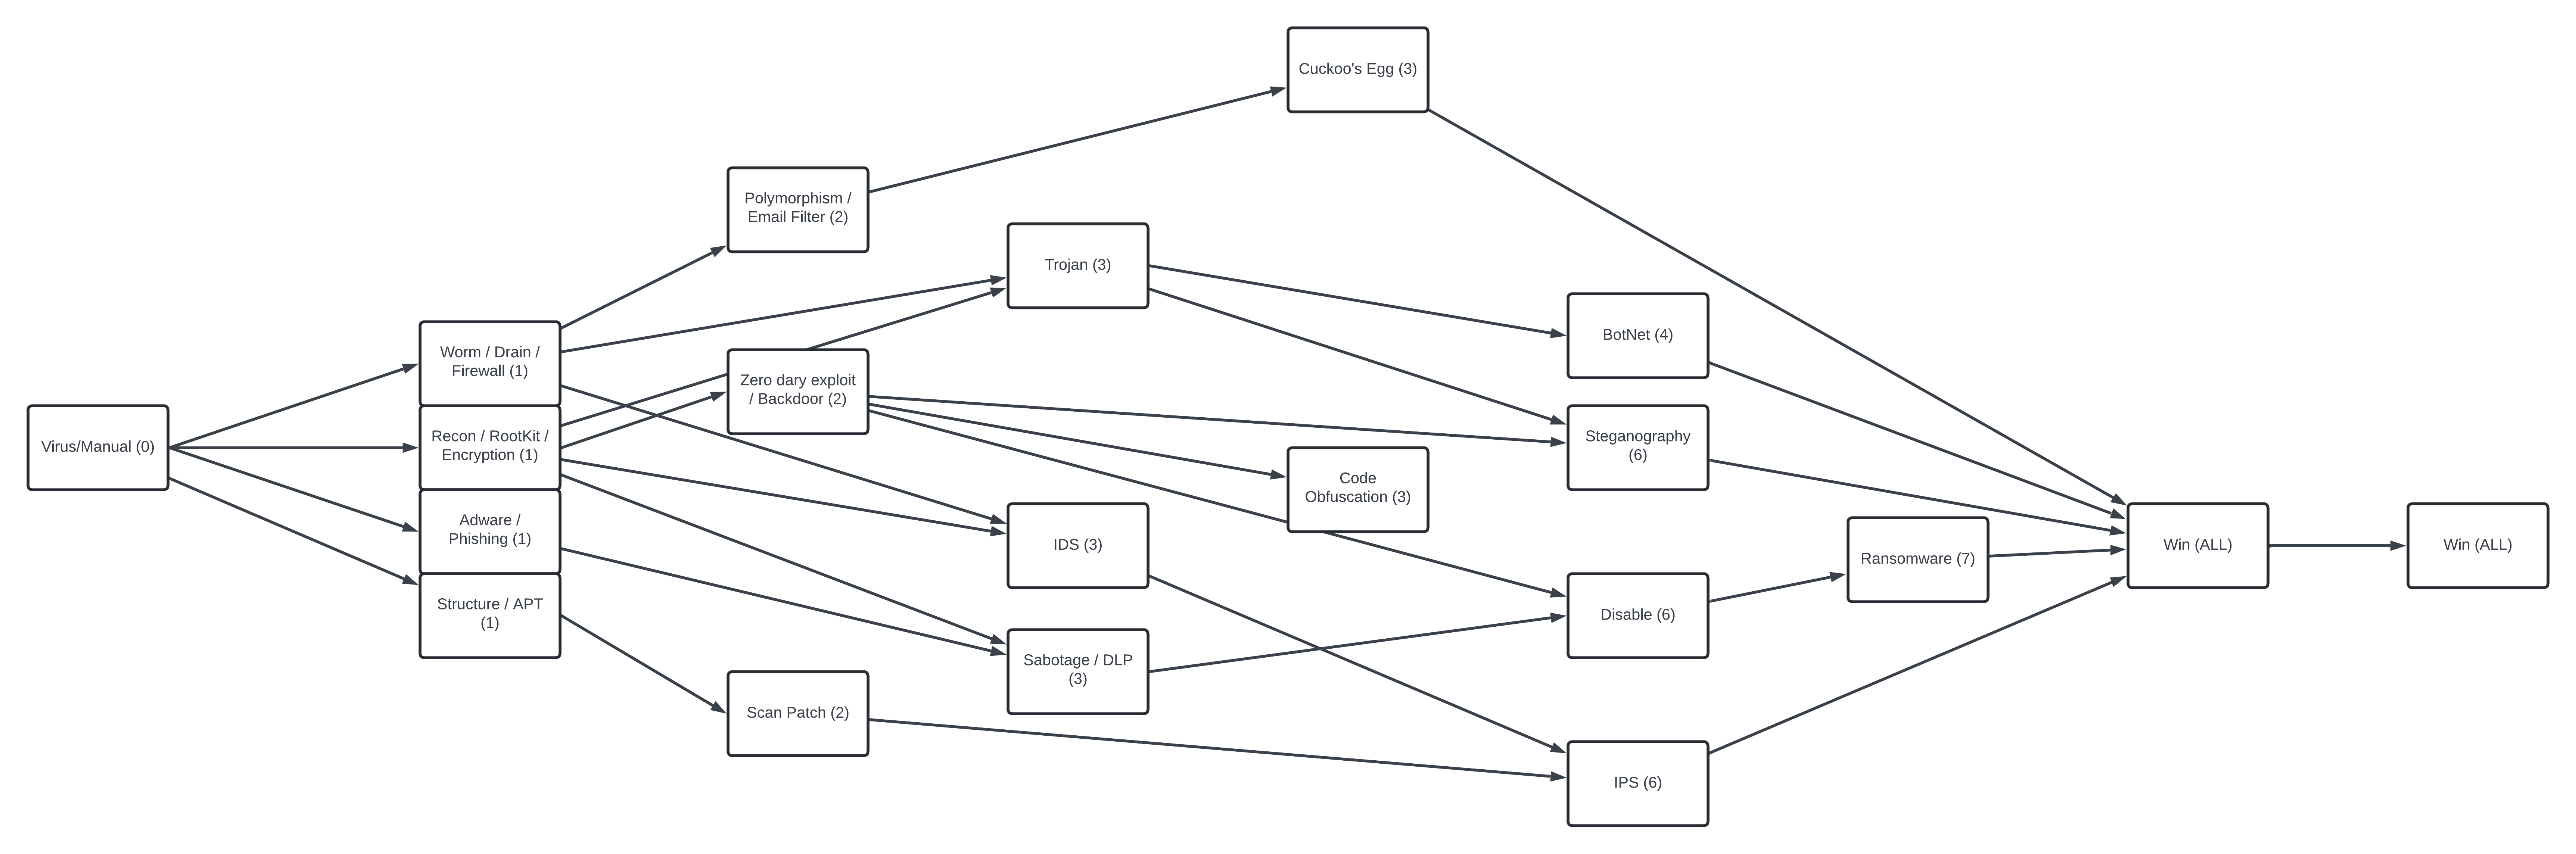 Cuckoo's Egg (3)
Polymorphism /
Email Filter (2)
Trojan (3)
BotNet (4)
Worm / Drain /
Firewall (1)
Zero dary exploit
/ Backdoor (2)
Virus/Manual (0)
Recon / RootKit /
Encryption (1)
Steganography
(6)
Code
Obfuscation (3)
Adware /
Phishing (1)
IDS (3)
Ransomware (7)
Win (ALL)
Win (ALL)
Structure / APT
(1)
Disable (6)
Sabotage / DLP
(3)
Scan Patch (2)
IPS (6)